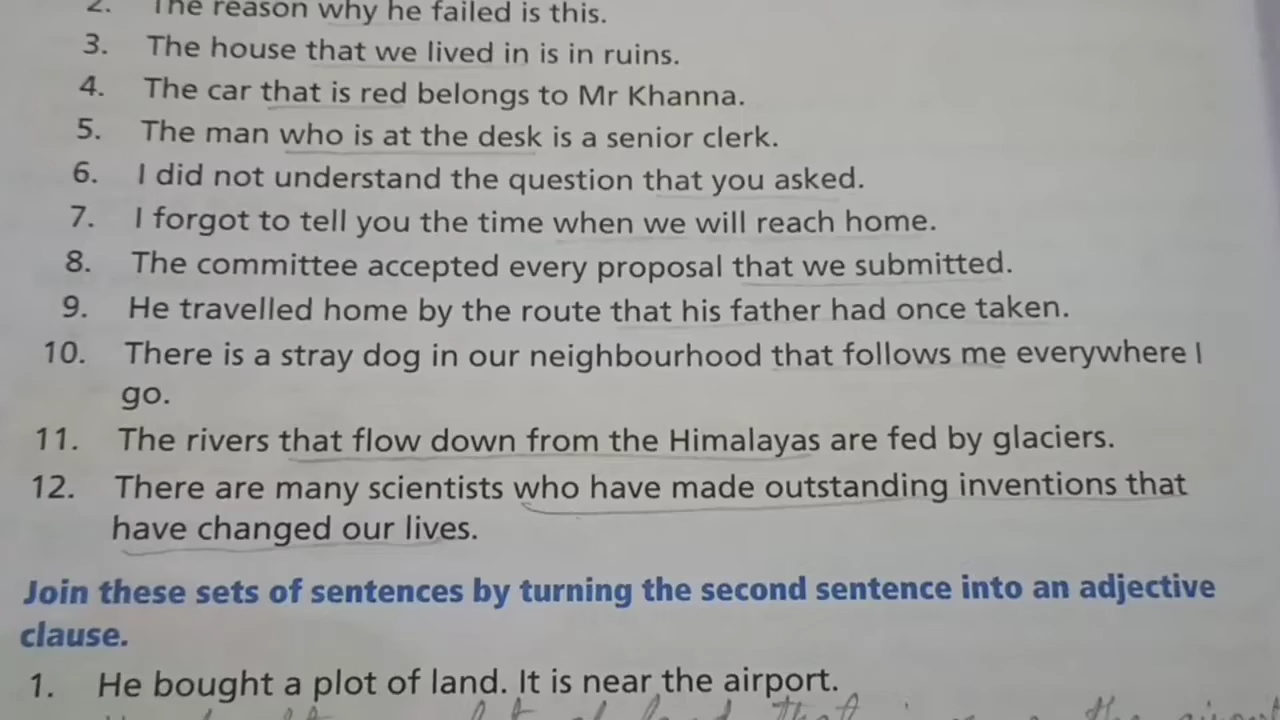 2. The reason why he failed is this.
3. The house that we lived in is in ruins.
4. The car that is red belongs to Mr Khanna.
5. The man who is at the desk is a senior clerk.
6. I did not understand the question that you asked.
7. I forgot to tell you the time when we will reach home.
8. The committee accepted every proposal that we submitted.
9. He travelled home by the route that his father had once taken.
10. There is a stray dog in our neighbourhood that follows me everywhere I
go.
11. The rivers that flow down from the Himalayas are fed by glaciers.
12. There are many scientists who have made outstanding inventions that
have changed our lives.
Join these sets of sentences by turning the second sentence into an adjective
clause.
1. He bought a plot of land. It is near the airport.